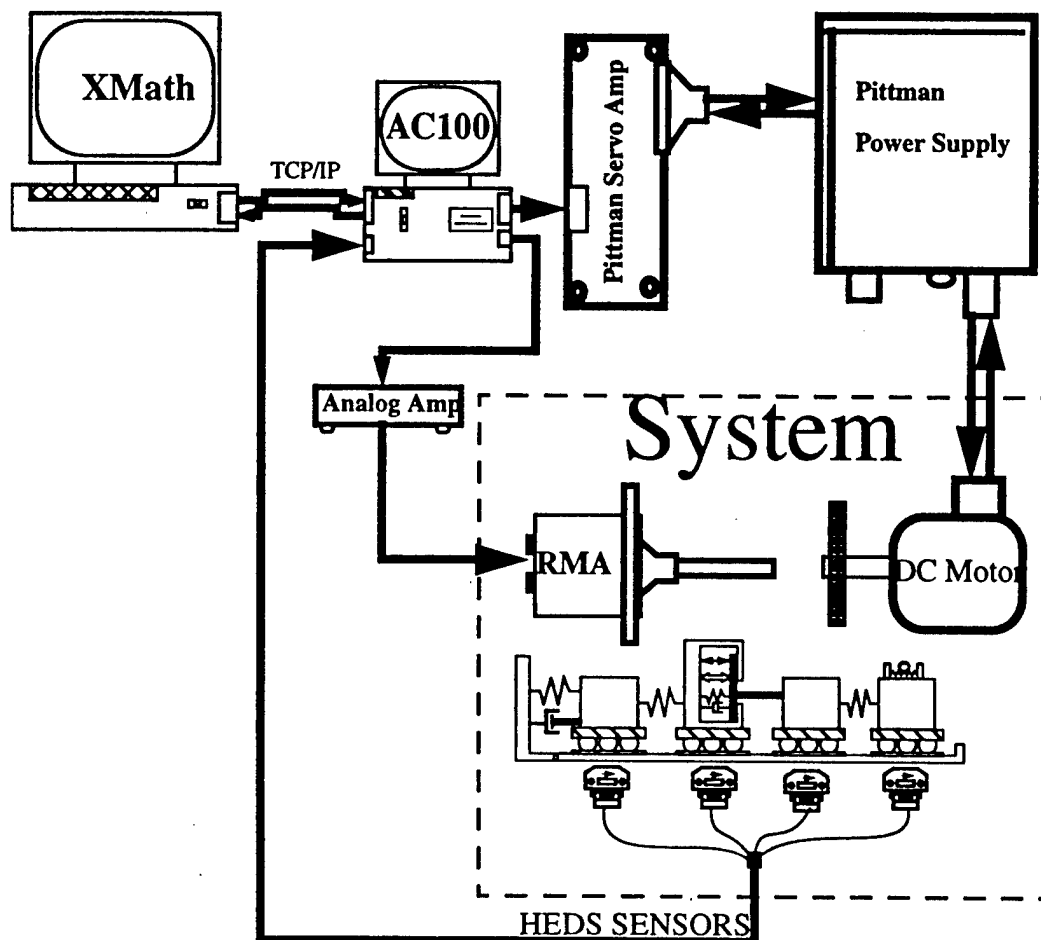 XMath
AC100
TCP/IP
Pittman Servo Amp
Pittman
Power Supply
Analog Amp
System
RMA
DC Motor
HEDS SENSORS